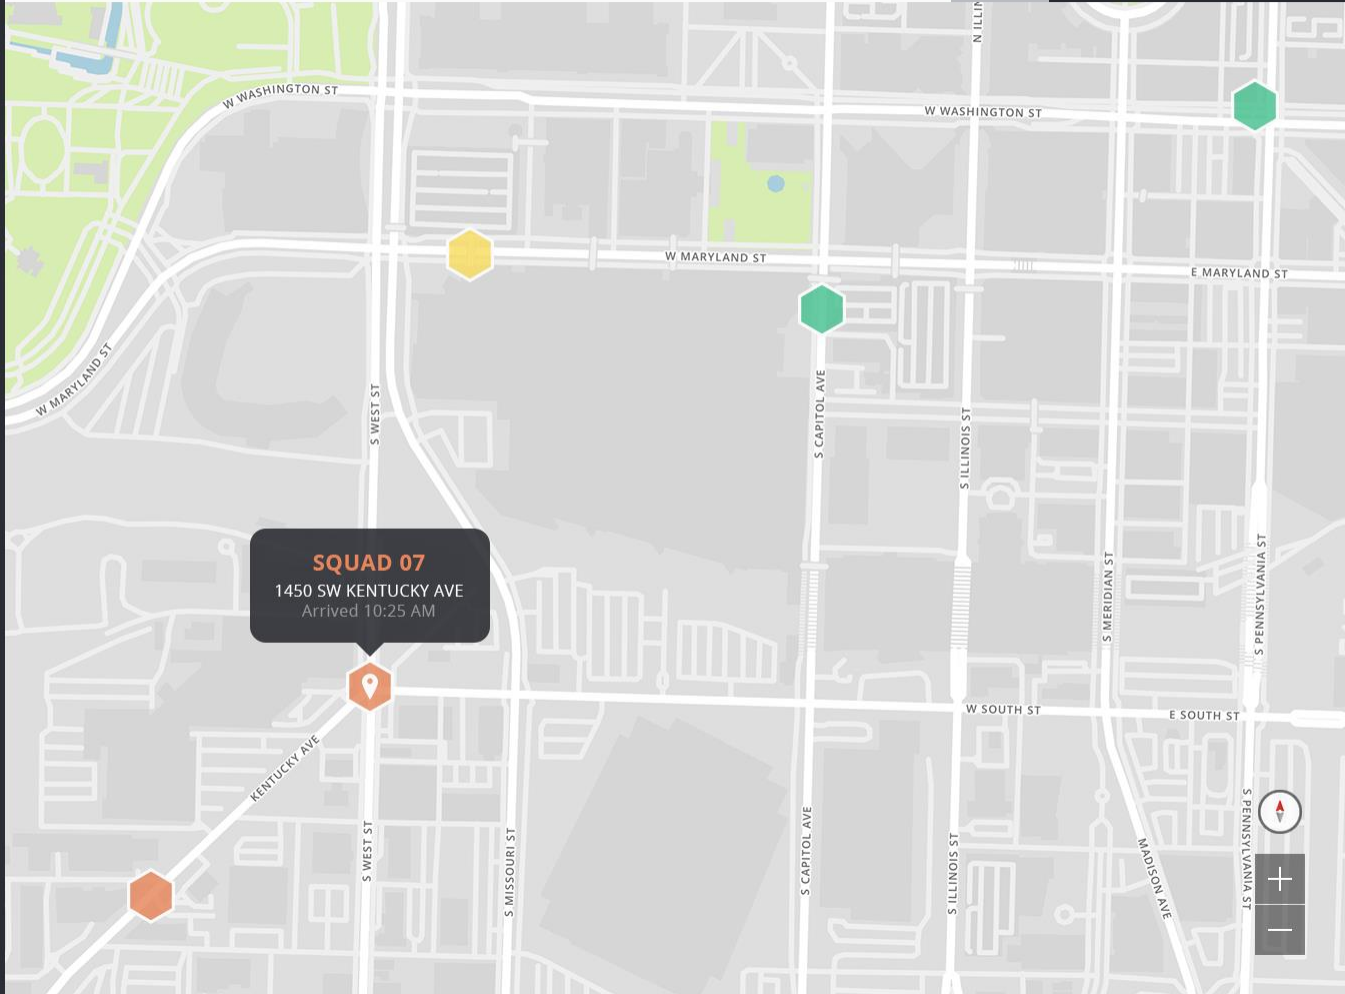 N ILLIN
W WASHINGTON ST
W WASHINGTON ST
W MARYLAND ST
E MARYLAND ST
W MARYLAND ST
S WEST ST
S CAPITOL AVE
S ILLINOIS ST
SQUAD 07
1450 SW KENTUCKY AVE
Arrived 10:25 AM
S MERIDIAN ST
S PENNSYLVANIA ST
W SOUTH ST
E SOUTH ST
KENTUCKY AVE
S WEST ST
S MISSOURI ST
S CAPITOL AVE
S ILLINOIS ST
MADISON AVE
S PENNSYLVANIA ST